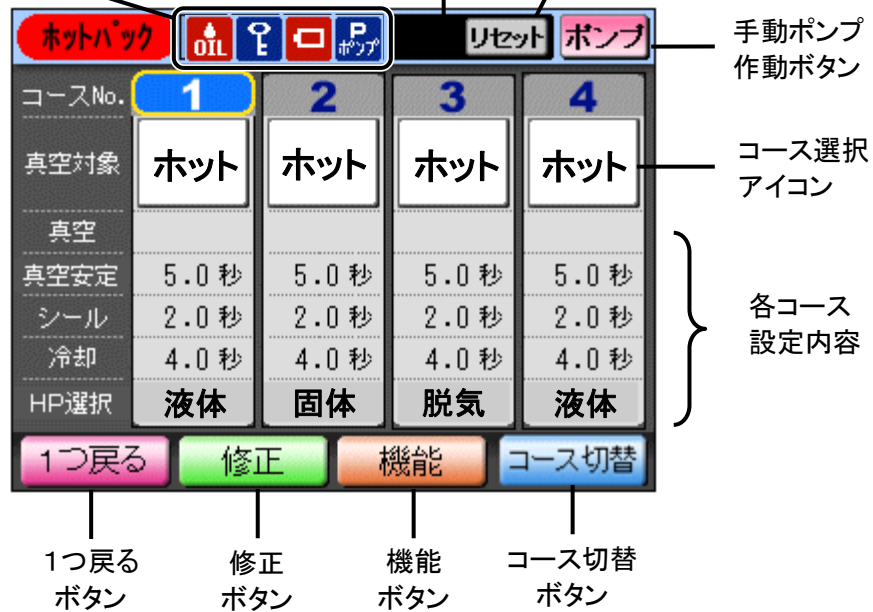 ホットパック OIL P ポンプ リセット ポンプ
手動ポンプ
作動ボタン
コースNo. 1 2 3 4
真空対象 ホット ホット ホット ホット
コース選択
アイコン
真空
真空安定 5.0秒 5.0秒 5.0秒 5.0秒
シール 2.0秒 2.0秒 2.0秒 2.0秒
冷却 4.0秒 4.0秒 4.0秒 4.0秒
HP選択 液体 固体 脱気 液体
各コース
設定内容
1つ戻る 修正 機能 コース切替
1つ戻る
ボタン
修正
ボタン
機能
ボタン
コース切替
ボタン